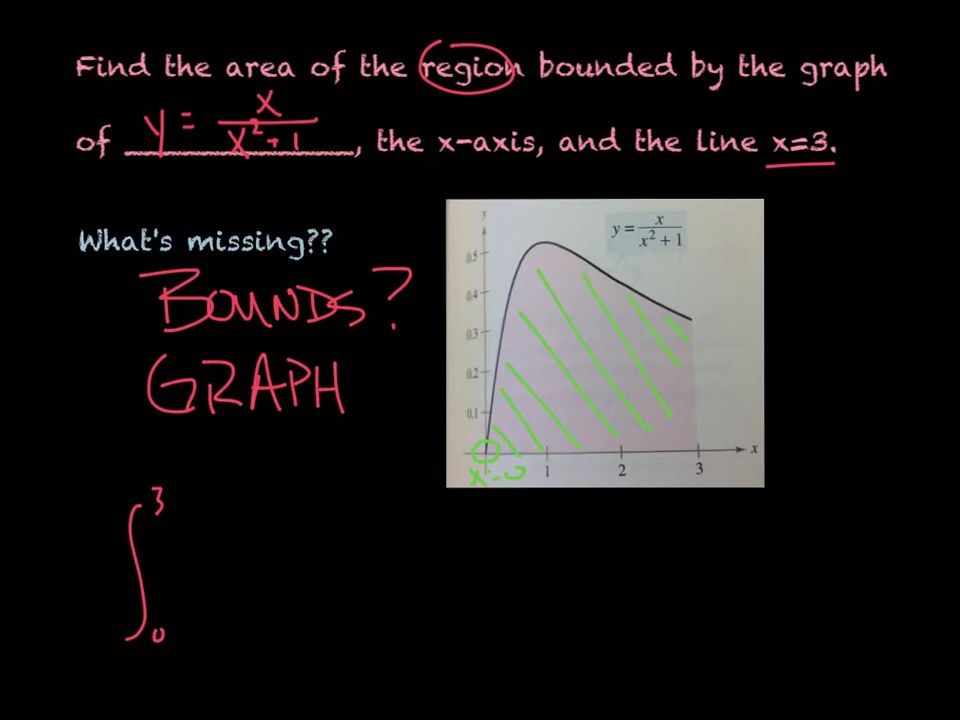 Find the area of the region bounded by the graph
of y = x / x² + 1, the x-axis, and the line x=3.
What's missing??
BOUNDS?
GRAPH
y
y = x / x² + 1
0.5
0.4
0.3
0.2
0.1
x
1
2
3
x=0
∫ 3 0